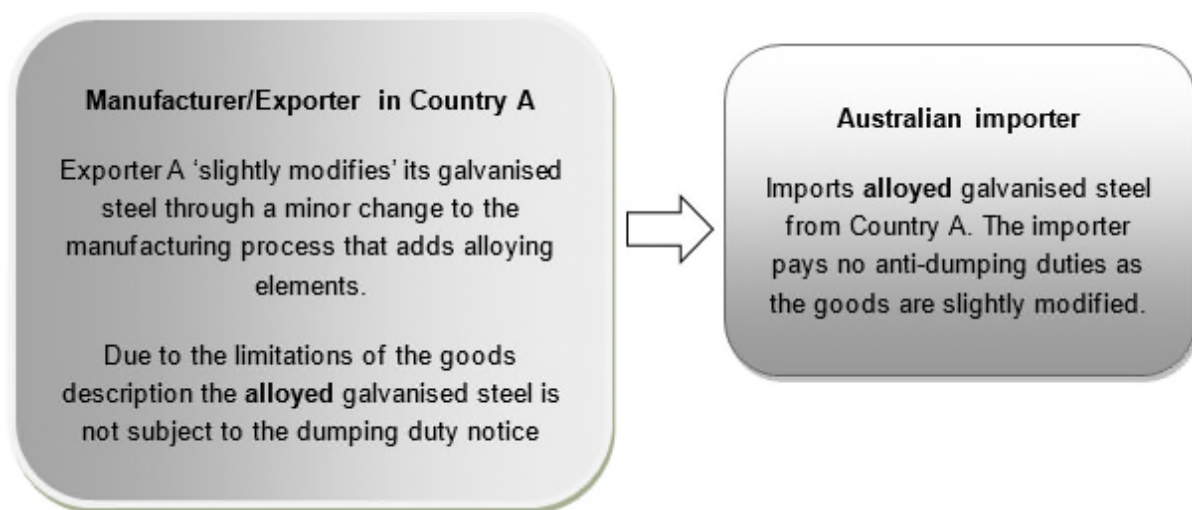 Manufacturer/Exporter in Country A
Exporter A ‘slightly modifies’ its galvanised
steel through a minor change to the
manufacturing process that adds alloying
elements.
Due to the limitations of the goods
description the alloyed galvanised steel is
not subject to the dumping duty notice
Australian importer
Imports alloyed galvanised steel
from Country A. The importer
pays no anti-dumping duties as
the goods are slightly modified.